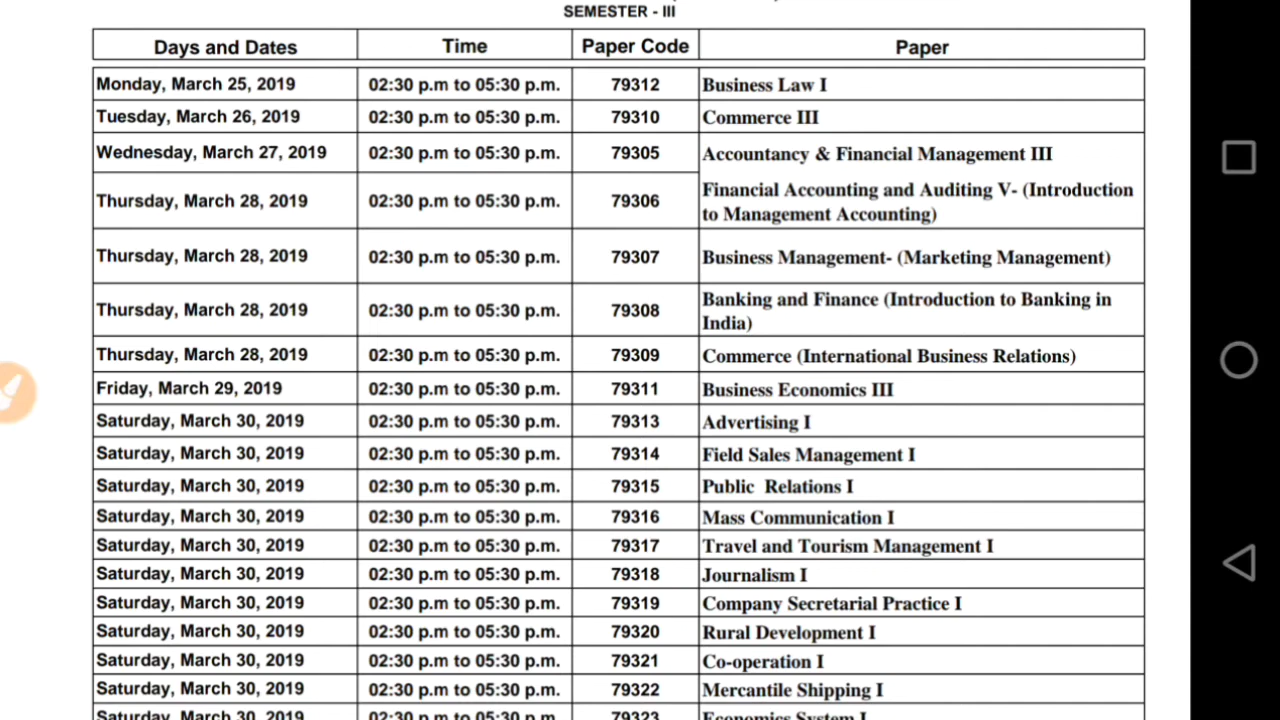 SEMESTER - III
Days and Dates Time Paper Code Paper
Monday, March 25, 2019 02:30 p.m to 05:30 p.m. 79312 Business Law I
Tuesday, March 26, 2019 02:30 p.m to 05:30 p.m. 79310 Commerce III
Wednesday, March 27, 2019 02:30 p.m to 05:30 p.m. 79305 Accountancy & Financial Management III
Thursday, March 28, 2019 02:30 p.m to 05:30 p.m. 79306 Financial Accounting and Auditing V- (Introduction
to Management Accounting)
Thursday, March 28, 2019 02:30 p.m to 05:30 p.m. 79307 Business Management- (Marketing Management)
Thursday, March 28, 2019 02:30 p.m to 05:30 p.m. 79308 Banking and Finance (Introduction to Banking in
India)
Thursday, March 28, 2019 02:30 p.m to 05:30 p.m. 79309 Commerce (International Business Relations)
Friday, March 29, 2019 02:30 p.m to 05:30 p.m. 79311 Business Economics III
Saturday, March 30, 2019 02:30 p.m to 05:30 p.m. 79313 Advertising I
Saturday, March 30, 2019 02:30 p.m to 05:30 p.m. 79314 Field Sales Management I
Saturday, March 30, 2019 02:30 p.m to 05:30 p.m. 79315 Public Relations I
Saturday, March 30, 2019 02:30 p.m to 05:30 p.m. 79316 Mass Communication I
Saturday, March 30, 2019 02:30 p.m to 05:30 p.m. 79317 Travel and Tourism Management I
Saturday, March 30, 2019 02:30 p.m to 05:30 p.m. 79318 Journalism I
Saturday, March 30, 2019 02:30 p.m to 05:30 p.m. 79319 Company Secretarial Practice I
Saturday, March 30, 2019 02:30 p.m to 05:30 p.m. 79320 Rural Development I
Saturday, March 30, 2019 02:30 p.m to 05:30 p.m. 79321 Co-operation I
Saturday, March 30, 2019 02:30 p.m to 05:30 p.m. 79322 Mercantile Shipping I
Saturday, March 30, 2019 02:30 p.m to 05:30 p.m. 79323 Economics System I